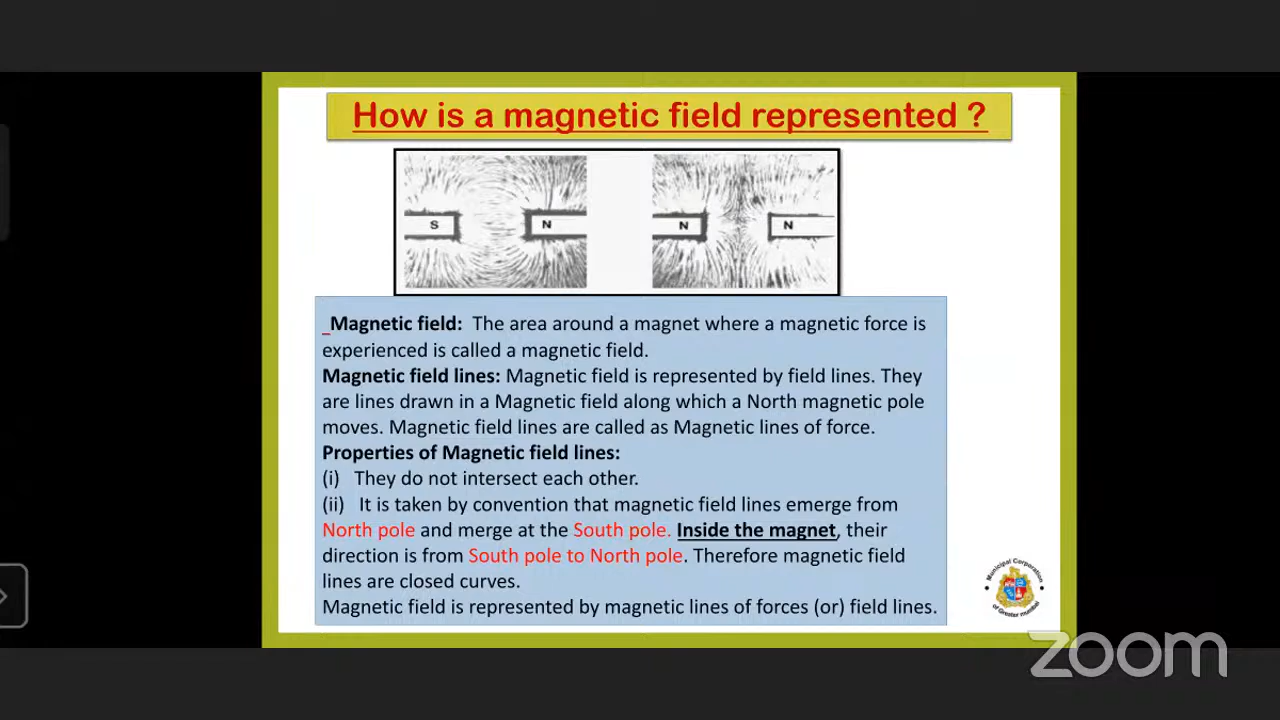 How is a magnetic field represented ?
S N N N
Magnetic field: The area around a magnet where a magnetic force is
experienced is called a magnetic field.
Magnetic field lines: Magnetic field is represented by field lines. They
are lines drawn in a Magnetic field along which a North magnetic pole
moves. Magnetic field lines are called as Magnetic lines of force.
Properties of Magnetic field lines:
(i) They do not intersect each other.
(ii) It is taken by convention that magnetic field lines emerge from
North pole and merge at the South pole. Inside the magnet, their
direction is from South pole to North pole. Therefore magnetic field
lines are closed curves.
Magnetic field is represented by magnetic lines of forces (or) field lines.
Municipal Corporation
of Greater mumbai
zoom